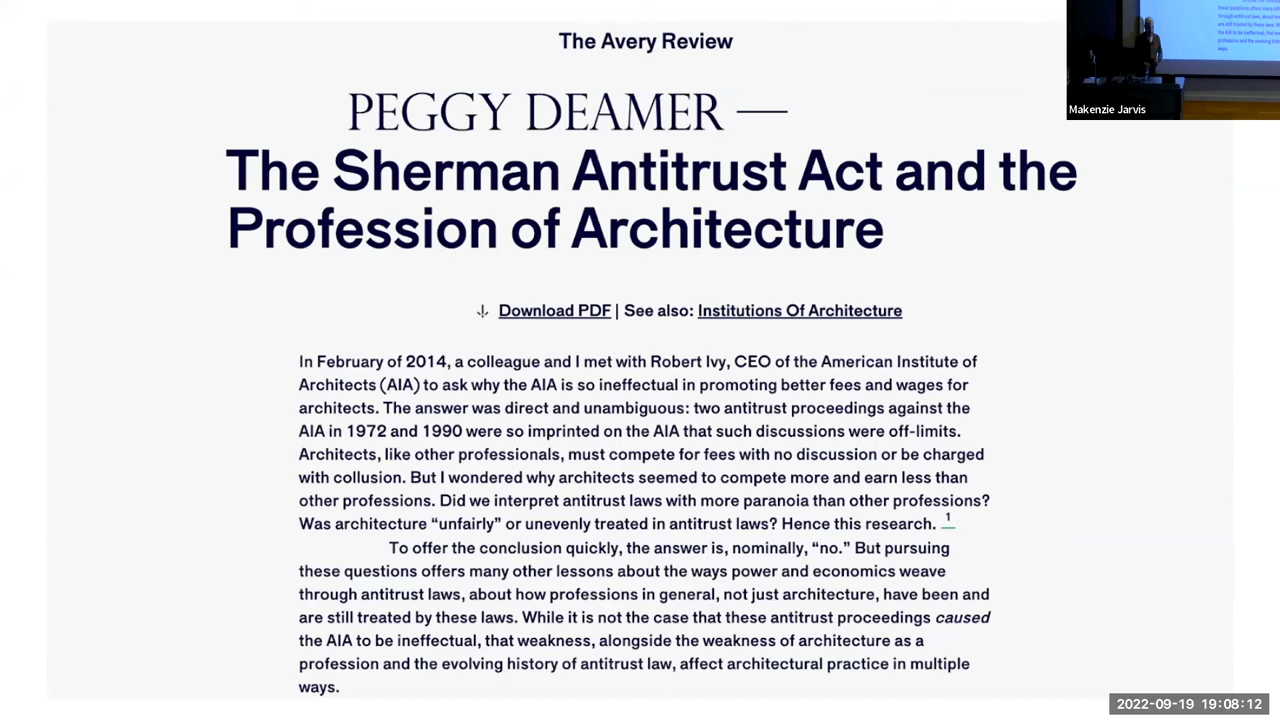 The Avery Review
PEGGY DEAMER —
The Sherman Antitrust Act and the
Profession of Architecture
Download PDF | See also: Institutions Of Architecture
In February of 2014, a colleague and I met with Robert Ivy, CEO of the American Institute of
Architects (AIA) to ask why the AIA is so ineffectual in promoting better fees and wages for
architects. The answer was direct and unambiguous: two antitrust proceedings against the
AIA in 1972 and 1990 were so imprinted on the AIA that such discussions were off-limits.
Architects, like other professionals, must compete for fees with no discussion or be charged
with collusion. But I wondered why architects seemed to compete more and earn less than
other professions. Did we interpret antitrust laws with more paranoia than other professions?
Was architecture “unfairly” or unevenly treated in antitrust laws? Hence this research. 1
To offer the conclusion quickly, the answer is, nominally, “no.” But pursuing
these questions offers many other lessons about the ways power and economics weave
through antitrust laws, about how professions in general, not just architecture, have been and
are still treated by these laws. While it is not the case that these antitrust proceedings caused
the AIA to be ineffectual, that weakness, alongside the weakness of architecture as a
profession and the evolving history of antitrust law, affect architectural practice in multiple
ways.
Makenzie Jarvis
2022-09-19 19:08:12